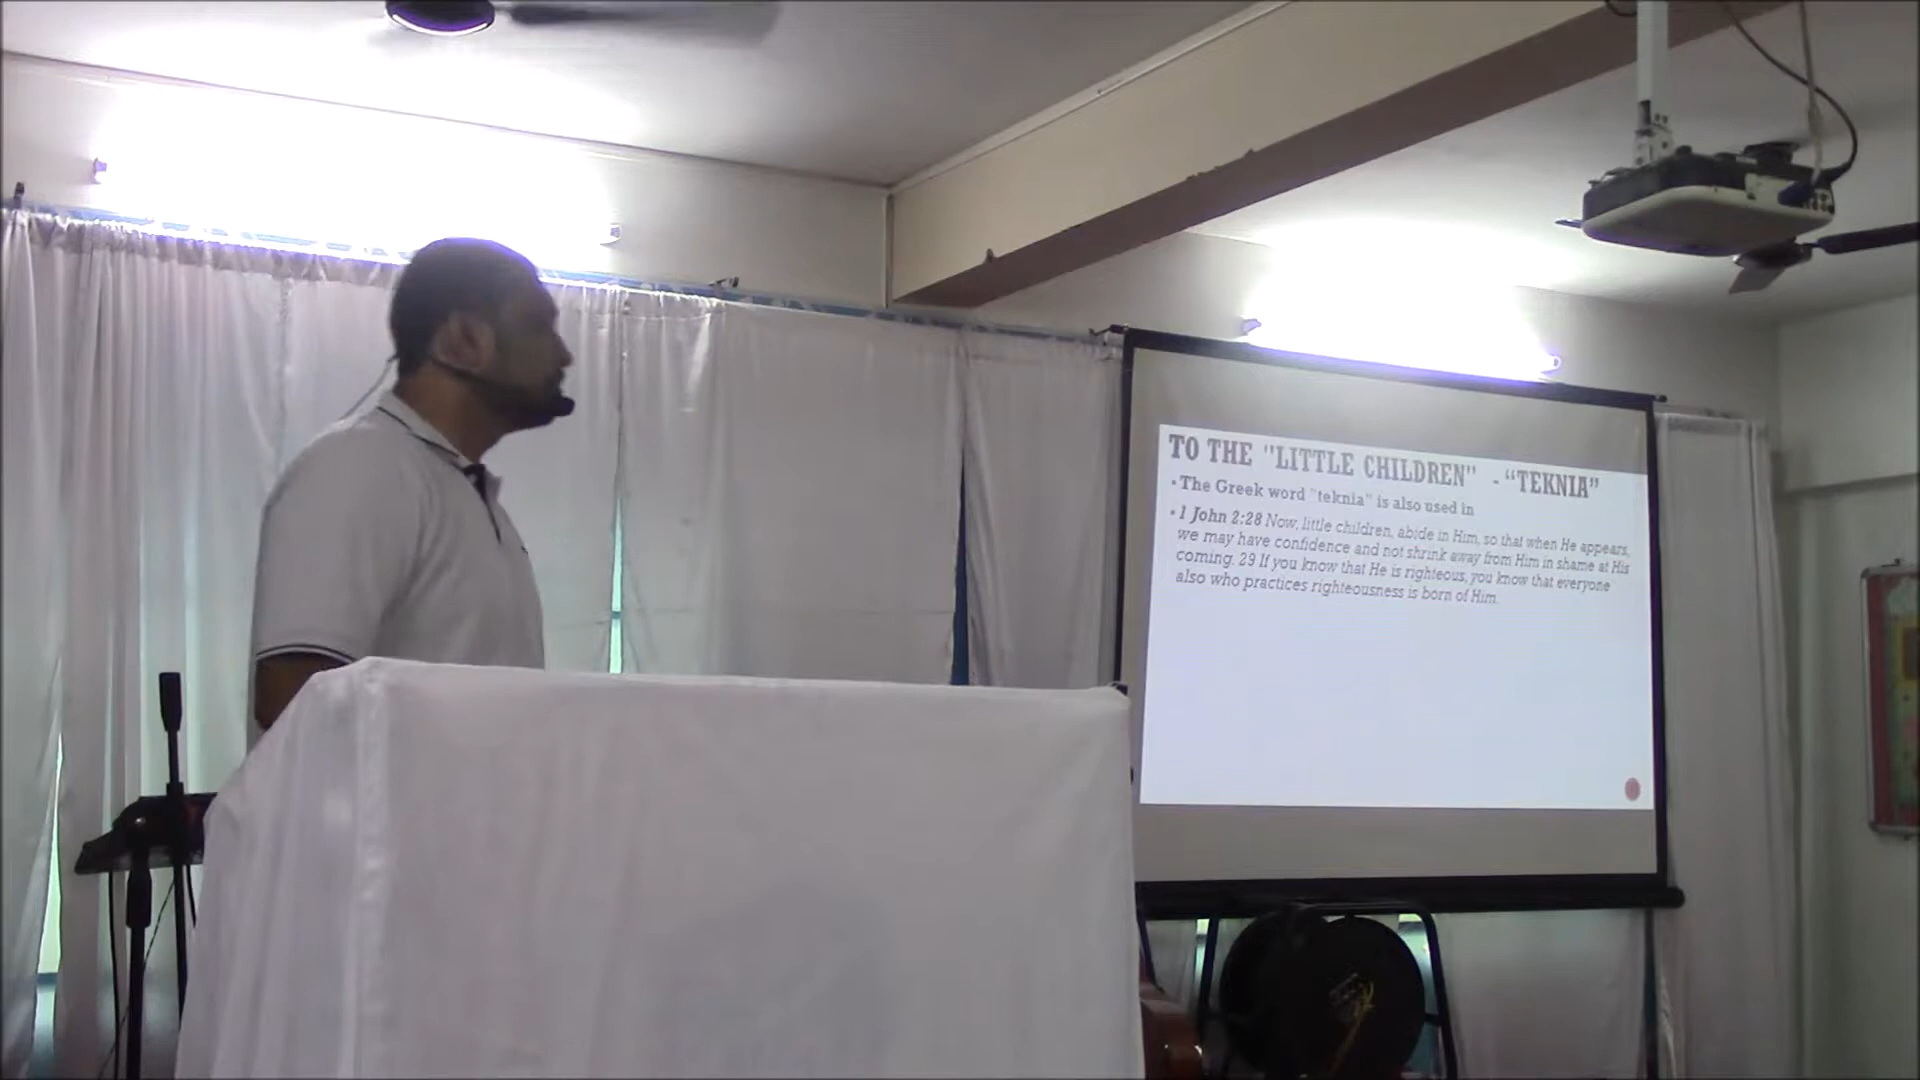 TO THE "LITTLE CHILDREN" - “TEKNIA”
• The Greek word "teknia" is also used in
• 1 John 2:28 Now, little children, abide in Him, so that when He appears,
we may have confidence and not shrink away from Him in shame at His
coming. 29 If you know that He is righteous, you know that everyone
also who practices righteousness is born of Him.